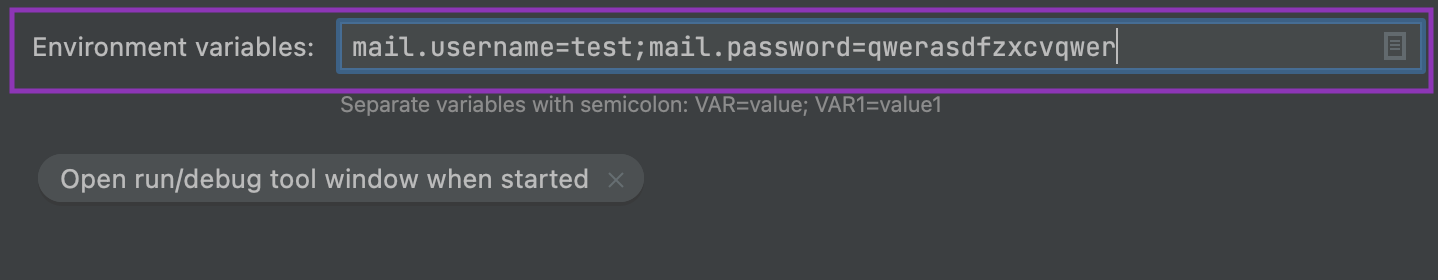 Environment variables: mail.username=test;mail.password=qwerasdfzxcvqwer
Separate variables with semicolon: VAR=value; VAR1=value1
Open run/debug tool window when started ×